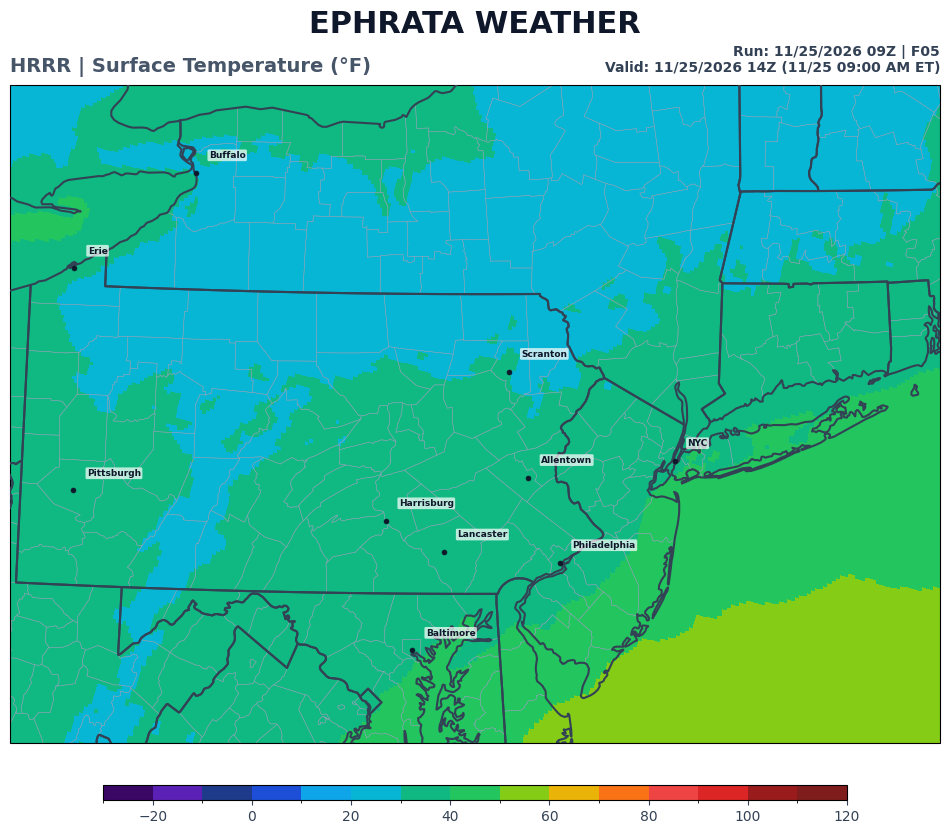 EPHRATA WEATHER
HRRR | Surface Temperature (°F)
Run: 11/25/2026 09Z | F05
Valid: 11/25/2026 14Z (11/25 09:00 AM ET)
Buffalo
Erie
Scranton
NYC
Allentown
Pittsburgh
Harrisburg
Lancaster
Philadelphia
Baltimore
−20 0 20 40 60 80 100 120